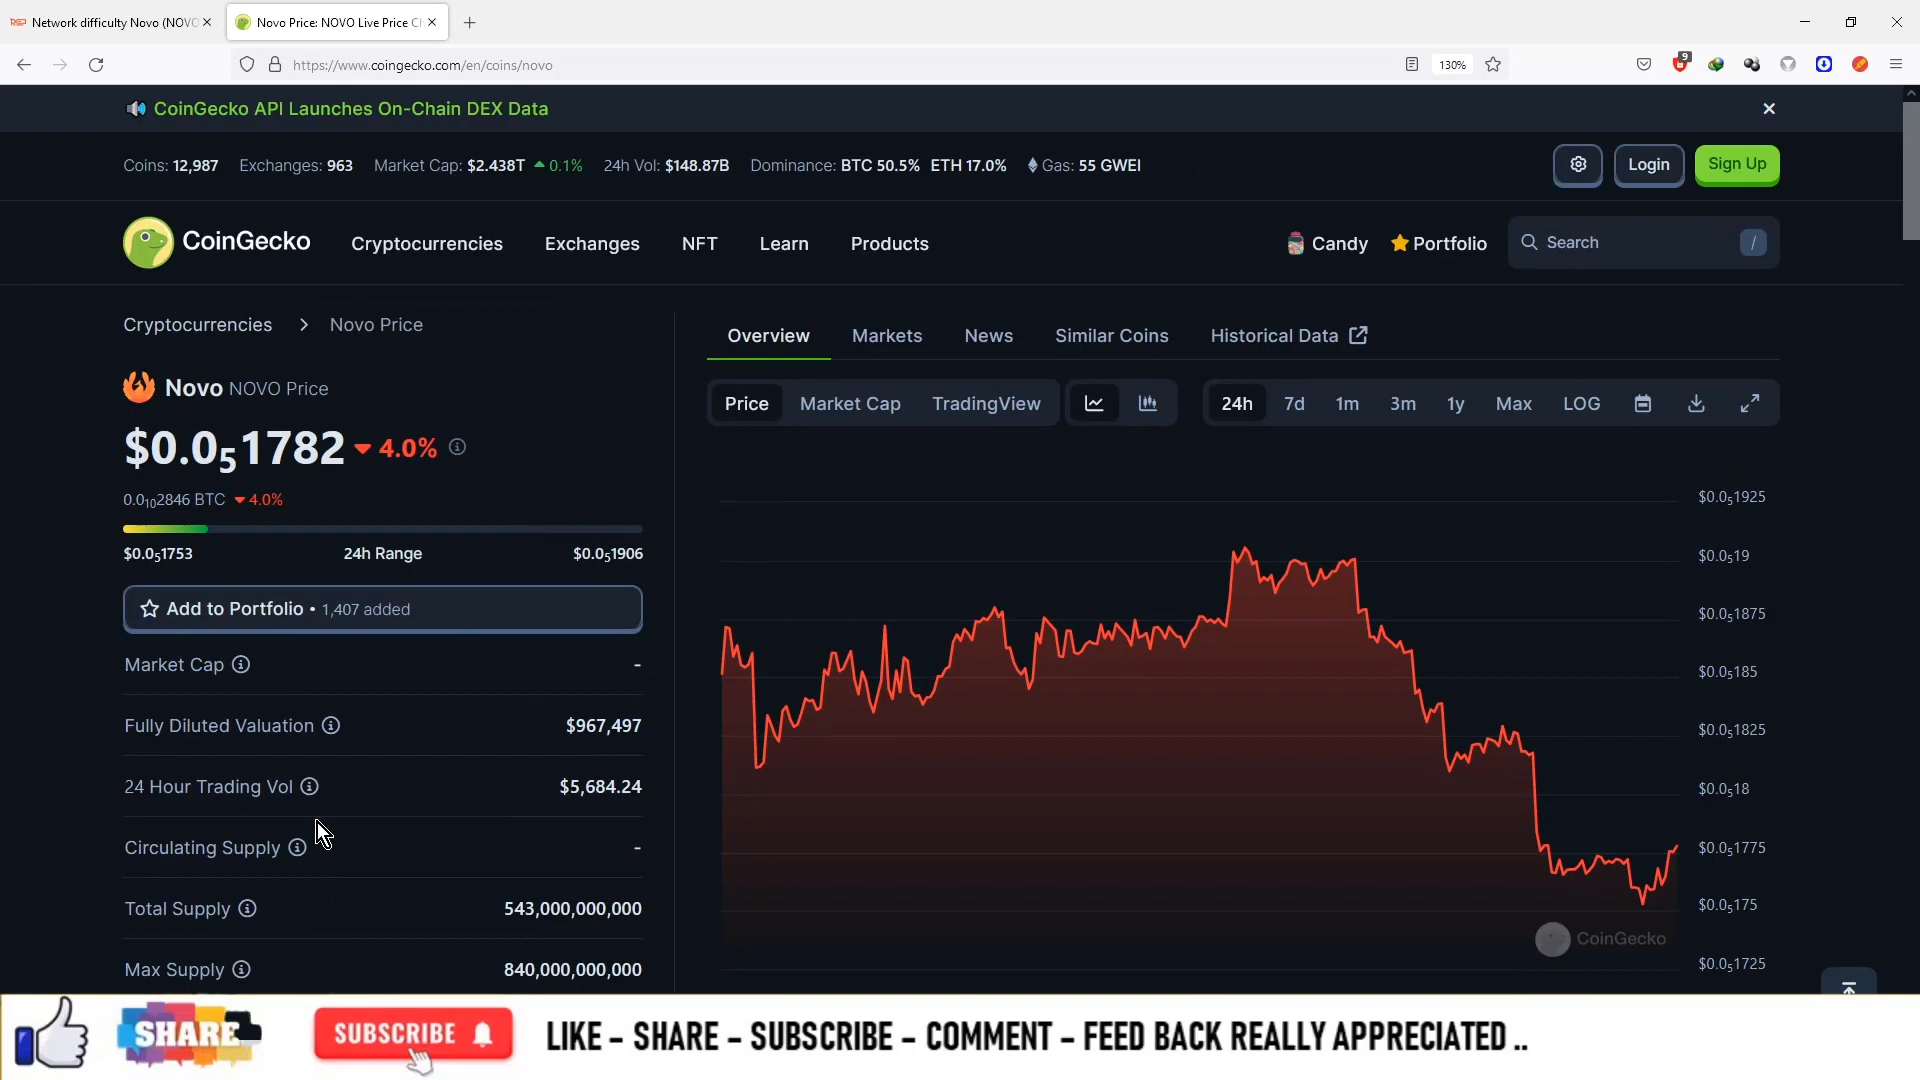 Network difficulty Novo (NOVO
Novo Price: NOVO Live Price Ch
https://www.coingecko.com/en/coins/novo
130%
9
CoinGecko API Launches On-Chain DEX Data
Coins: 12,987 Exchanges: 963 Market Cap: $2.438T 0.1% 24h Vol: $148.87B Dominance: BTC 50.5% ETH 17.0% Gas: 55 GWEI
Login
Sign Up
CoinGecko
Cryptocurrencies Exchanges NFT Learn Products
Candy Portfolio
Search /
Cryptocurrencies > Novo Price
Overview Markets News Similar Coins Historical Data
Novo NOVO Price
Price Market Cap TradingView
24h 7d 1m 3m 1y Max LOG
$0.0₅1782 4.0%
0.0₁₀2846 BTC 4.0%
$0.0₅1753 24h Range $0.0₅1906
Add to Portfolio • 1,407 added
Market Cap -
Fully Diluted Valuation $967,497
24 Hour Trading Vol $5,684.24
Circulating Supply -
Total Supply 543,000,000,000
Max Supply 840,000,000,000
$0.0₅1925
$0.0₅19
$0.0₅1875
$0.0₅185
$0.0₅1825
$0.0₅18
$0.0₅1775
$0.0₅175
$0.0₅1725
CoinGecko
SHARE
SUBSCRIBE
LIKE – SHARE – SUBSCRIBE – COMMENT – FEED BACK REALLY APPRECIATED ..